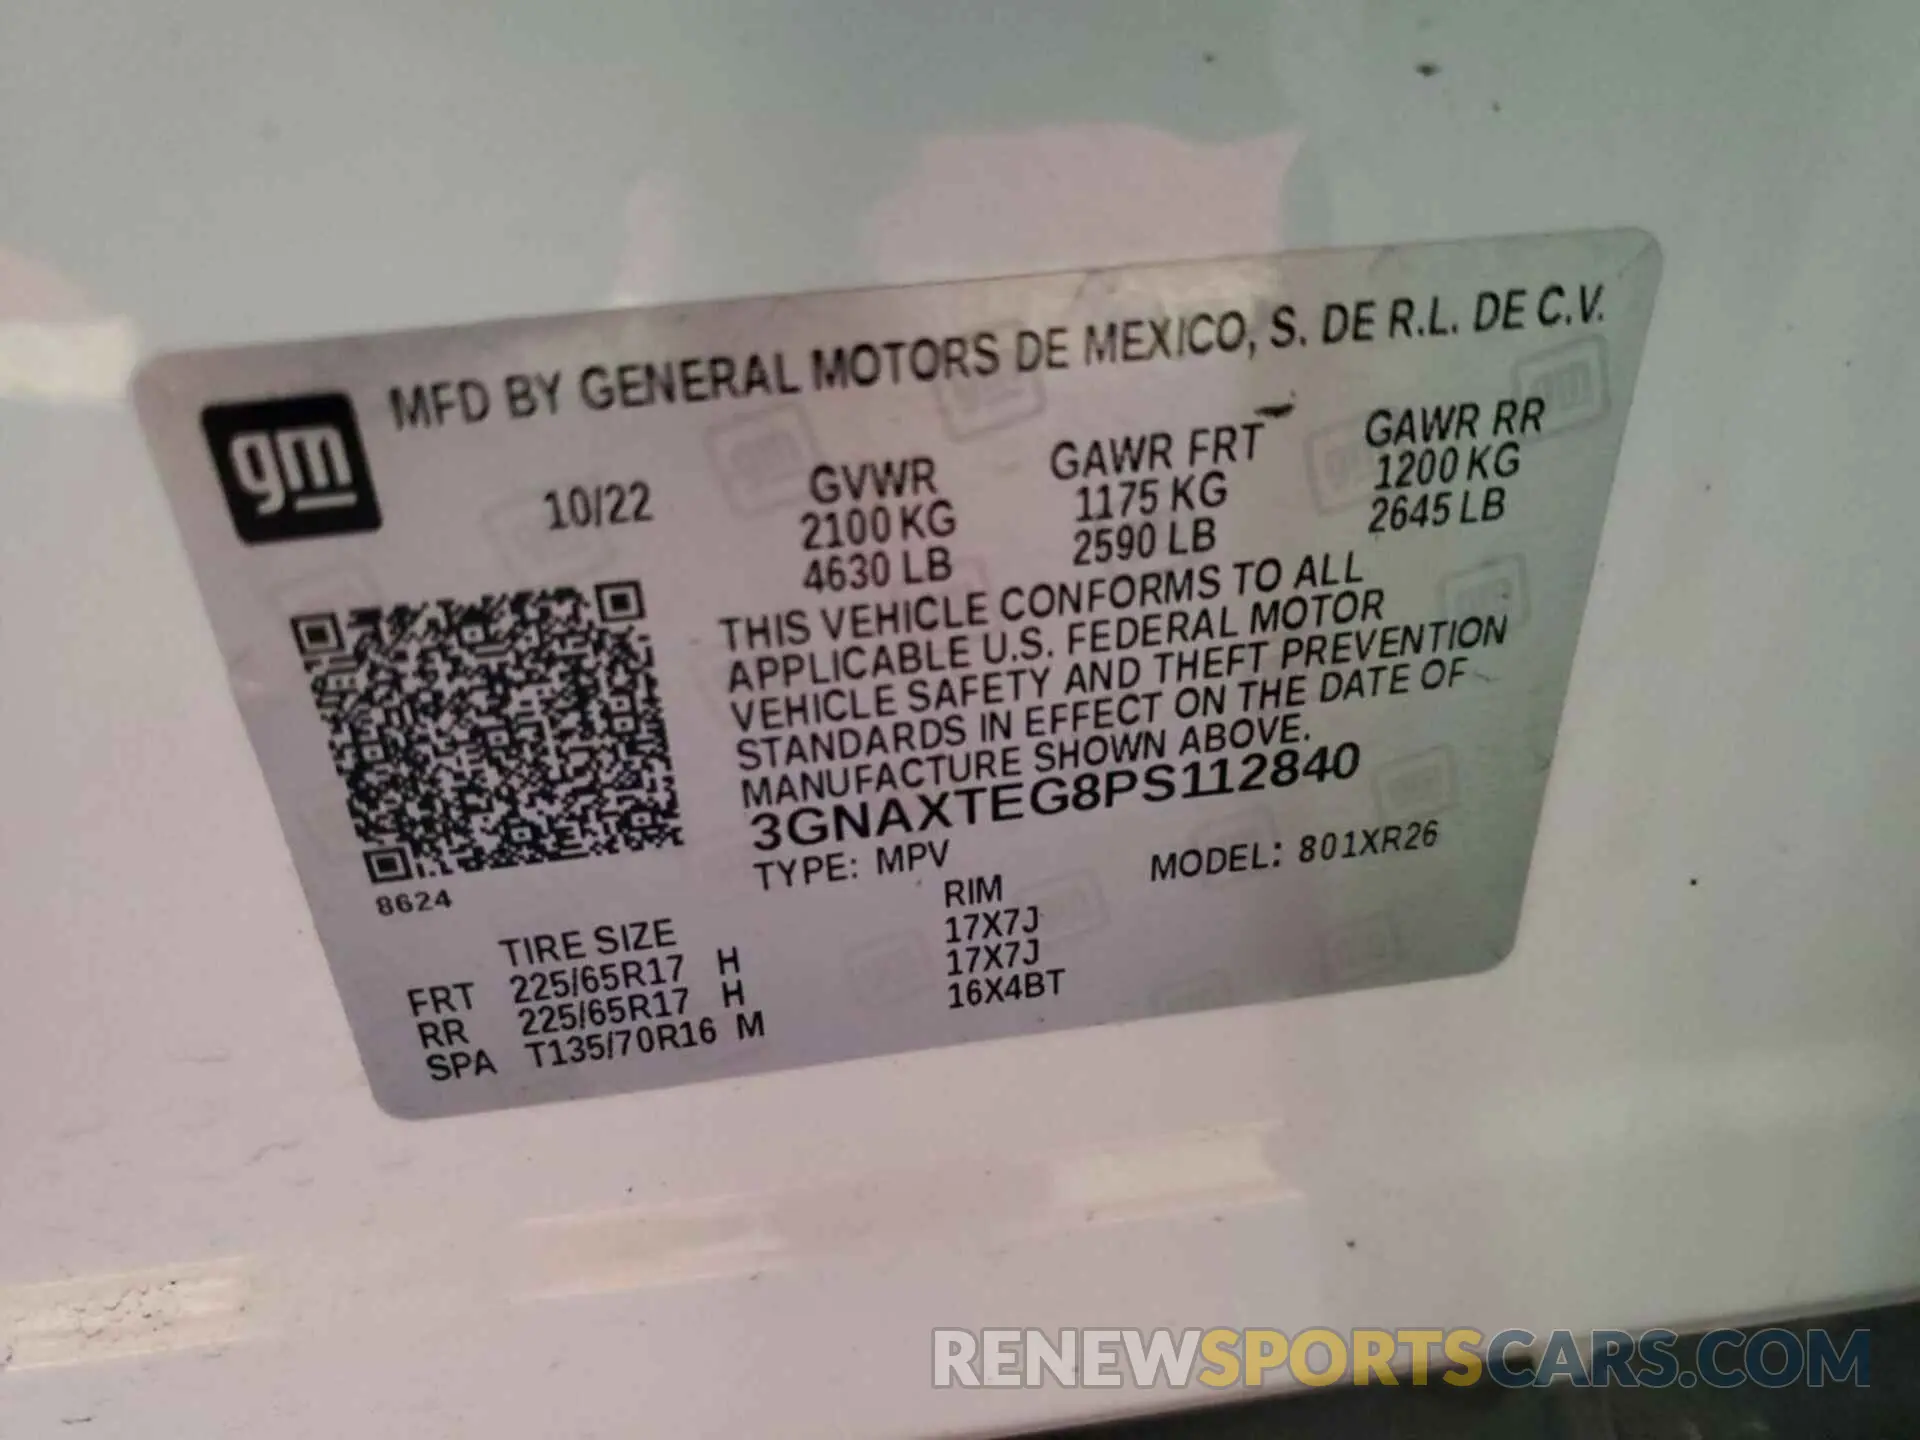 MFD BY GENERAL MOTORS DE MEXICO, S. DE R.L. DE C.V.
gm
10/22
GVWR
2100 KG
4630 LB
GAWR FRT
1175 KG
2590 LB
GAWR RR
1200 KG
2645 LB
THIS VEHICLE CONFORMS TO ALL
APPLICABLE U.S. FEDERAL MOTOR
VEHICLE SAFETY AND THEFT PREVENTION
STANDARDS IN EFFECT ON THE DATE OF
MANUFACTURE SHOWN ABOVE.
3GNAXTEG8PS112840
TYPE: MPV MODEL: 801XR26
8624
TIRE SIZE RIM
FRT 225/65R17 H 17X7J
RR 225/65R17 H 17X7J
SPA T135/70R16 M 16X4BT
RENEWSPORTSCARS.COM